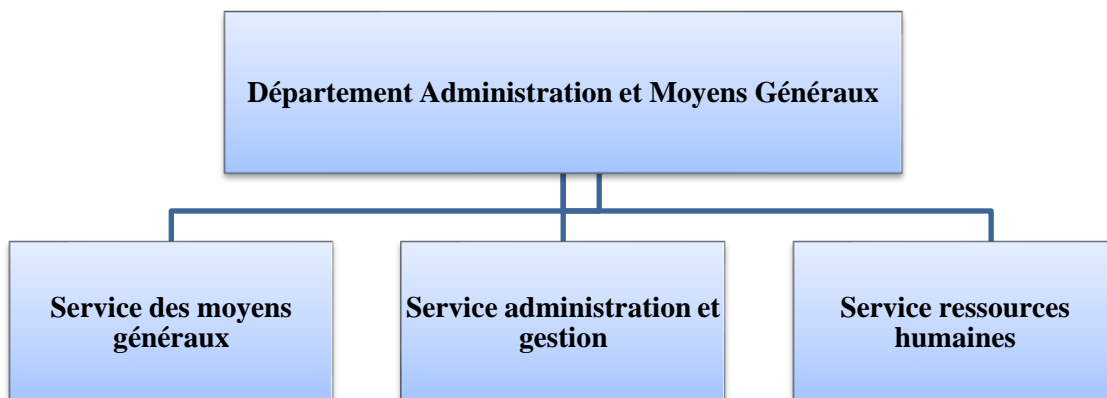 Département Administration et Moyens Généraux
Service des moyens
généraux
Service administration et
gestion
Service ressources
humaines